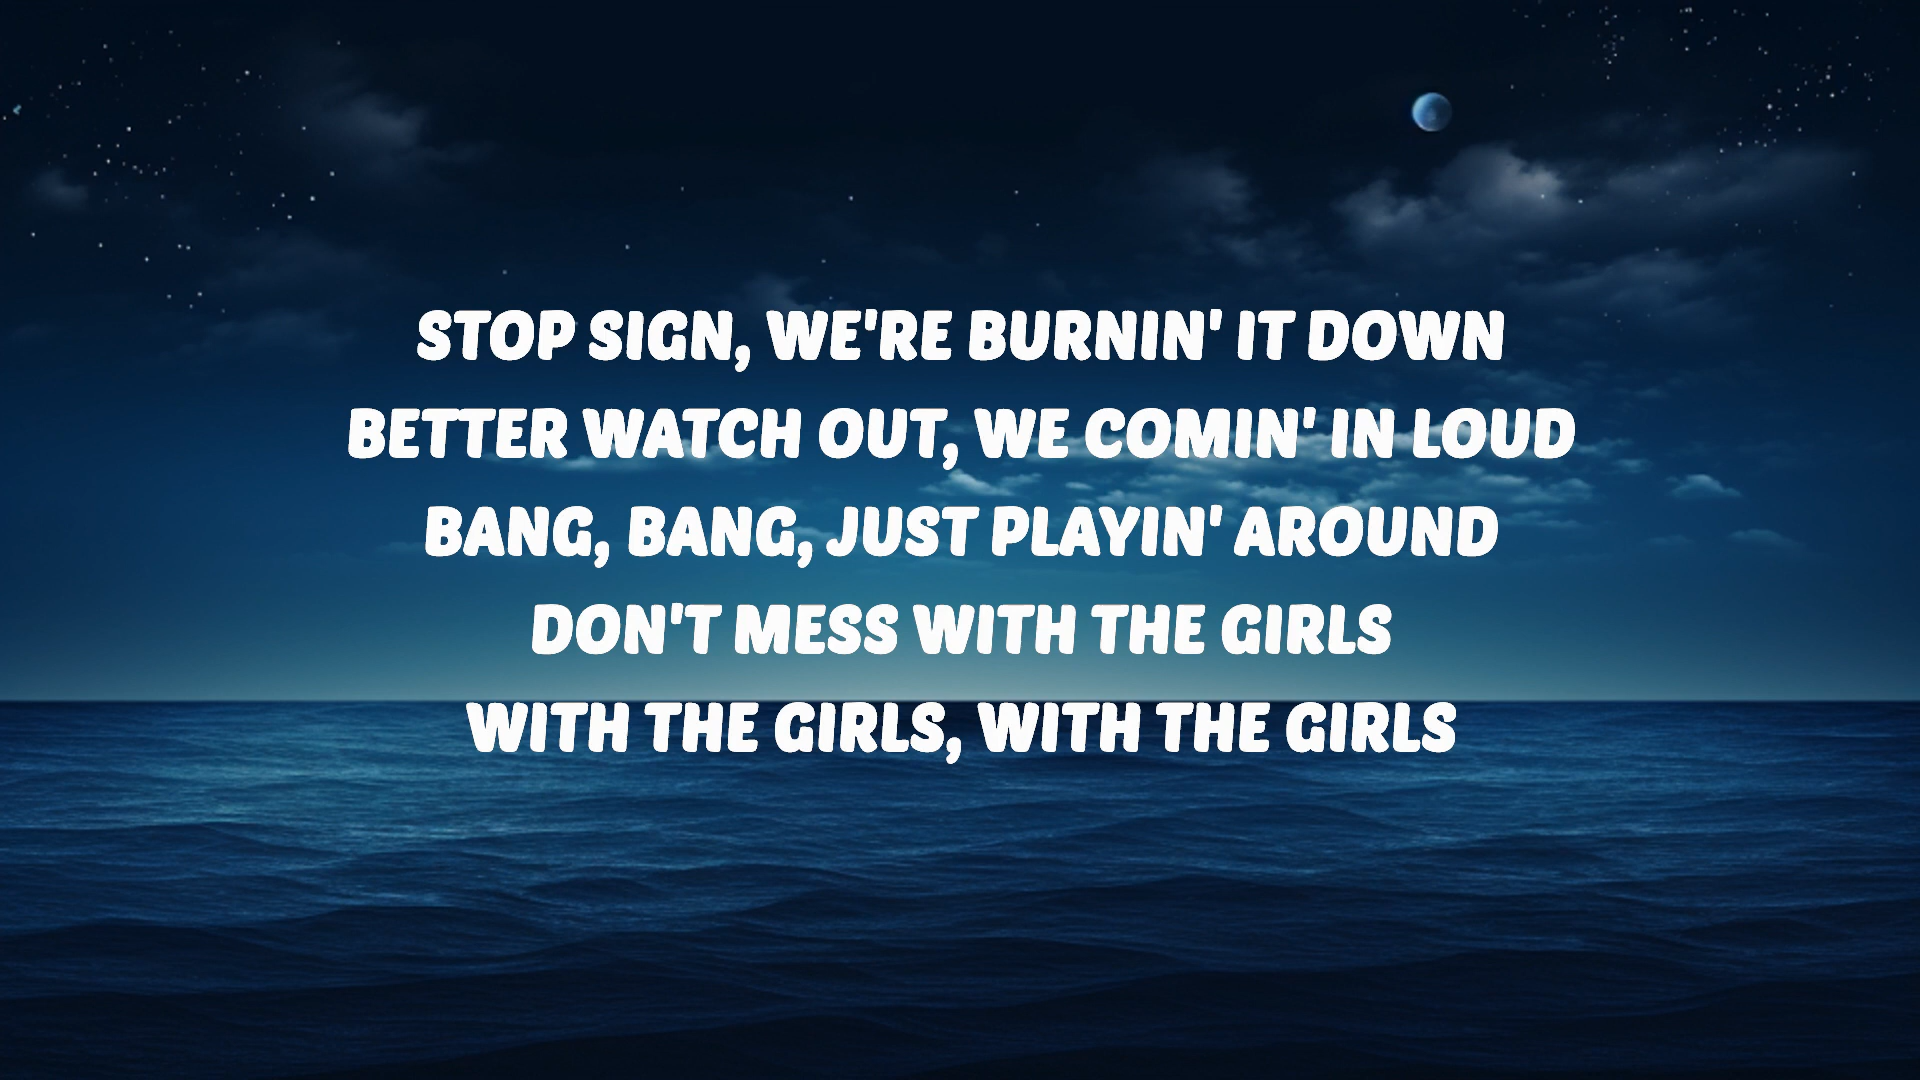 STOP SIGN, WE'RE BURNIN' IT DOWN
BETTER WATCH OUT, WE COMIN' IN LOUD
BANG, BANG, JUST PLAYIN' AROUND
DON'T MESS WITH THE GIRLS
WITH THE GIRLS, WITH THE GIRLS